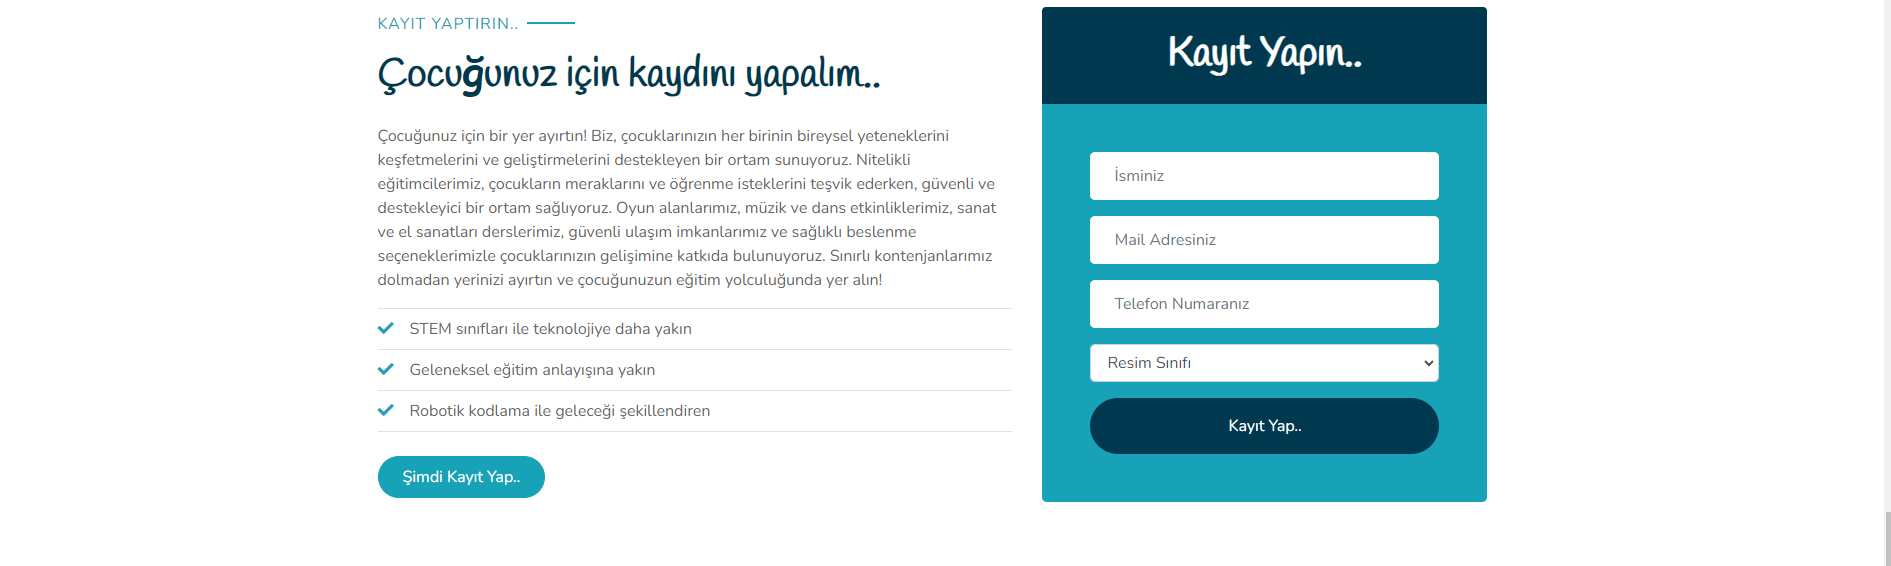 KAYIT YAPTIRIN..
Çocuğunuz için kaydını yapalım..
Çocuğunuz için bir yer ayırtın! Biz, çocuklarınızın her birinin bireysel yeteneklerini
keşfetmelerini ve geliştirmelerini destekleyen bir ortam sunuyoruz. Nitelikli
eğitimcilerimiz, çocukların meraklarını ve öğrenme isteklerini teşvik ederken, güvenli ve
destekleyici bir ortam sağlıyoruz. Oyun alanlarımız, müzik ve dans etkinliklerimiz, sanat
ve el sanatları derslerimiz, güvenli ulaşım imkanlarımız ve sağlıklı beslenme
seçeneklerimizle çocuklarınızın gelişimine katkıda bulunuyoruz. Sınırlı kontenjanlarımız
dolmadan yerinizi ayırtın ve çocuğunuzun eğitim yolculuğunda yer alın!
STEM sınıfları ile teknolojiye daha yakın
Geleneksel eğitim anlayışına yakın
Robotik kodlama ile geleceği şekillendiren
Şimdi Kayıt Yap..
Kayıt Yapın..
İsminiz
Mail Adresiniz
Telefon Numaranız
Resim Sınıfı
Kayıt Yap..